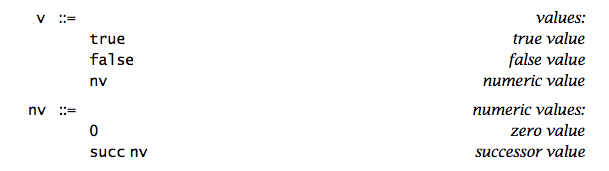 v ::= values:
true true value
false false value
nv numeric value
nv ::= numeric values:
0 zero value
succ nv successor value